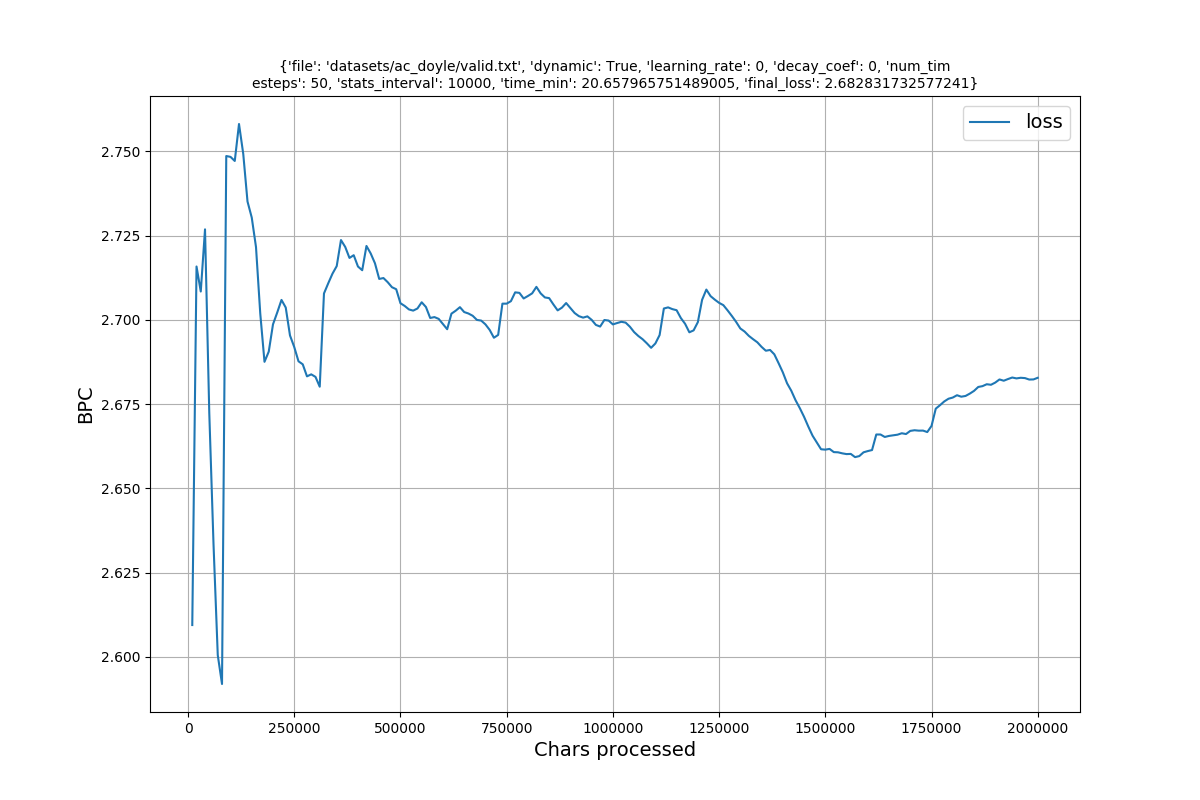 {'file': 'datasets/ac_doyle/valid.txt', 'dynamic': True, 'learning_rate': 0, 'decay_coef': 0, 'num_tim
esteps': 50, 'stats_interval': 10000, 'time_min': 20.657965751489005, 'final_loss': 2.682831732577241}
loss
2.750
2.725
2.700
2.675
2.650
2.625
2.600
BPC
0 250000 500000 750000 1000000 1250000 1500000 1750000 2000000
Chars processed